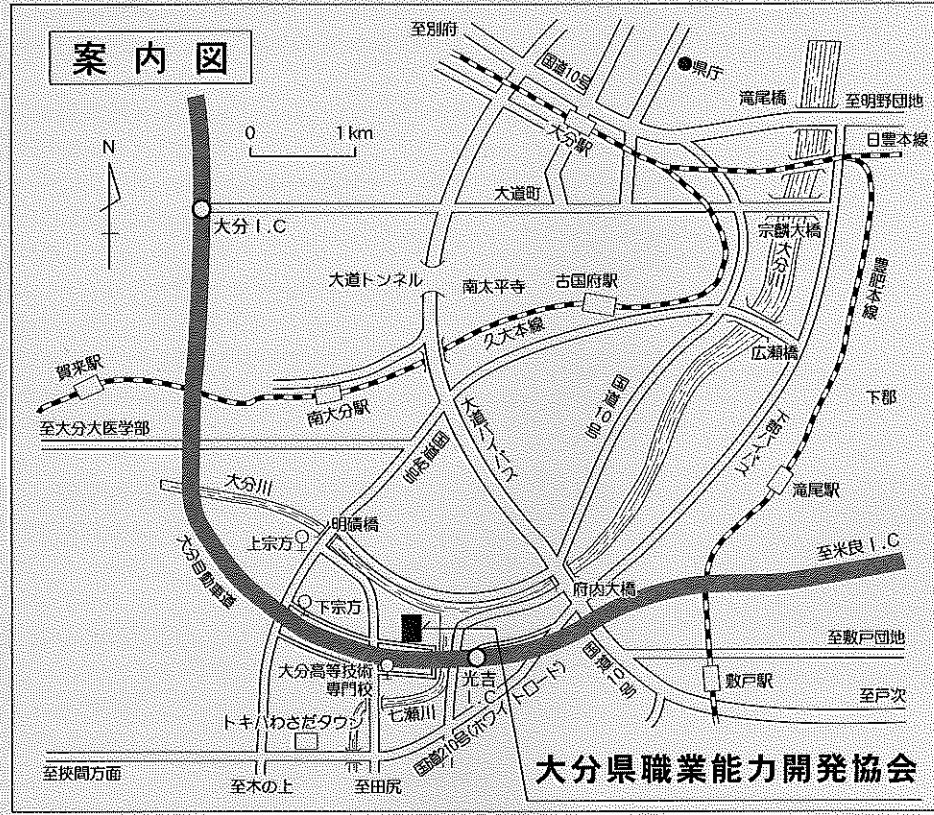 案内図
至別府
国道10号
県庁
滝尾橋
至明野団地
大分駅
日豊本線
0 1km
N
大道町
大分I.C
宗麟大橋
大分川
大道トンネル
南太平寺
古国府駅
豊肥本線
久大本線
広瀬橋
賀来駅
国道10号
下郡
南大分駅
大道バイパス
下郡バイパス
至大分大医学部
国道210号
滝尾駅
大分川
明磧橋
上宗方
至米良I.C
大分自動車道
府内大橋
下宗方
至敷戸団地
大分高等技術
専門校
光吉
I.C
国道10号
敷戸駅
七瀬川
至戸次
トキハわさだタウン
国道210号(ホワイトロード)
至挾間方面
至木の上
至田尻
大分県職業能力開発協会